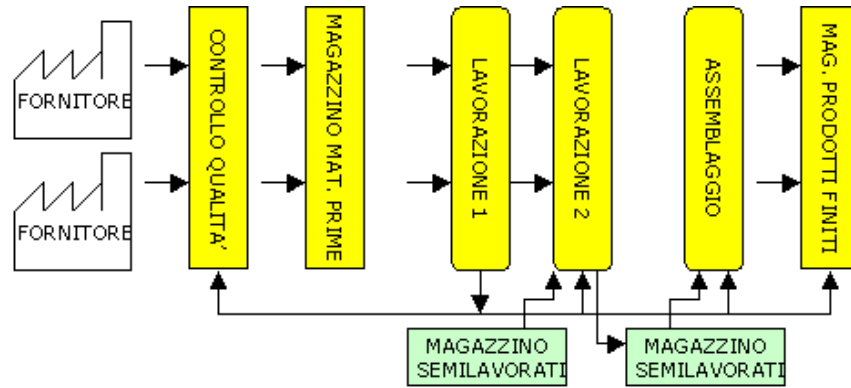 FORNITORE
FORNITORE
CONTROLLO QUALITA'
MAGAZZINO MAT. PRIME
LAVORAZIONE 1
LAVORAZIONE 2
ASSEMBLAGGIO
MAG. PRODOTTI FINITI
MAGAZZINO
SEMILAVORATI
MAGAZZINO
SEMILAVORATI